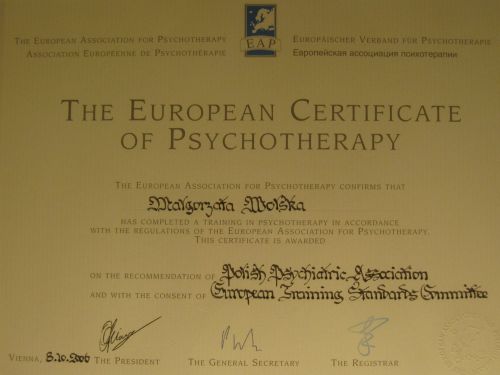 THE EUROPEAN ASSOCIATION FOR PSYCHOTHERAPY
ASSOCIATION EUROPÉENNE DE PSYCHOTHÉRAPIE
EAP
EUROPÄISCHER VERBAND FÜR PSYCHOTHERAPIE
Европейская ассоциация психотерапии
THE EUROPEAN CERTIFICATE
OF PSYCHOTHERAPY
THE EUROPEAN ASSOCIATION FOR PSYCHOTHERAPY CONFIRMS THAT
Małgorzata Wolska
HAS COMPLETED A TRAINING IN PSYCHOTHERAPY IN ACCORDANCE
WITH THE REGULATIONS OF THE EUROPEAN ASSOCIATION FOR PSYCHOTHERAPY.
THIS CERTIFICATE IS AWARDED
ON THE RECOMMENDATION OF Polish Psychiatric Association
AND WITH THE CONSENT OF European Training Standards Committee
VIENNA, 8.10.2006 THE PRESIDENT THE GENERAL SECRETARY THE REGISTRAR